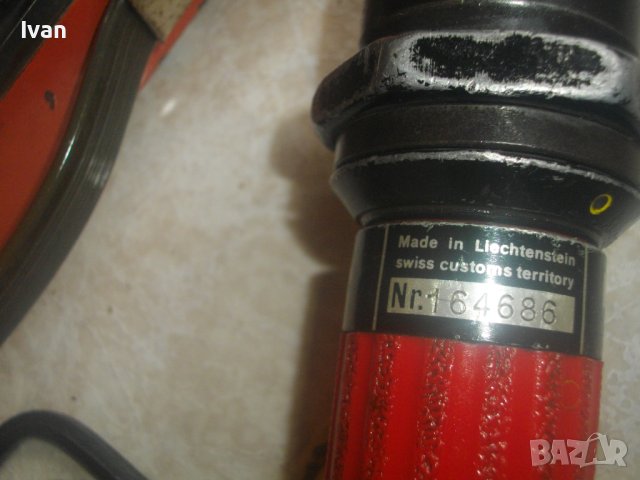 Ivan
Made in Liechtenstein
swiss customs territory
Nr. 164686
BAZAR